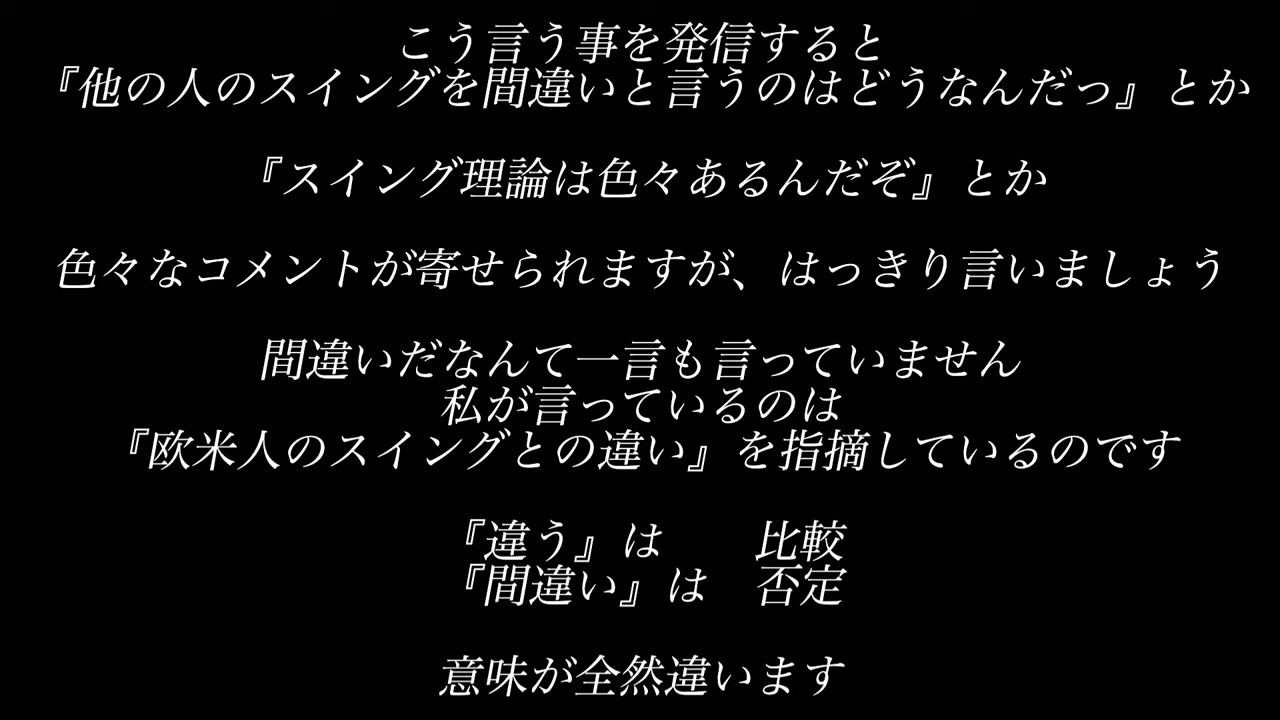 こう言う事を発信すると
『他の人のスイングを間違いと言うのはどうなんだっ』とか
『スイング理論は色々あるんだぞ』とか
色々なコメントが寄せられますが、はっきり言いましょう
間違いだなんて一言も言っていません
私が言っているのは
『欧米人のスイングとの違い』を指摘しているのです
『違う』は　　比較
『間違い』は　否定
意味が全然違います